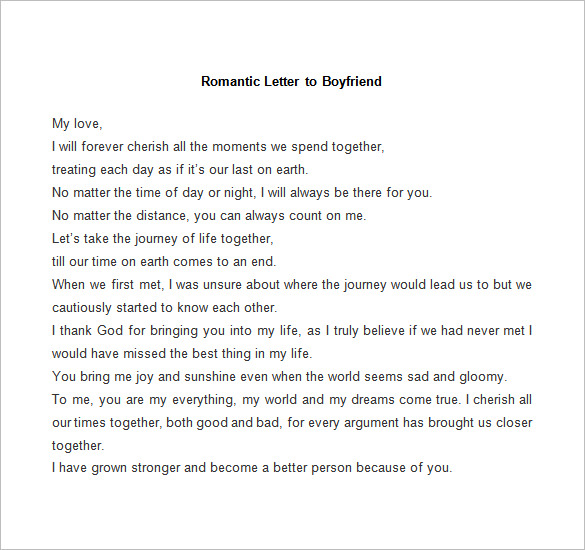 Romantic Letter to Boyfriend
My love,
I will forever cherish all the moments we spend together,
treating each day as if it’s our last on earth.
No matter the time of day or night, I will always be there for you.
No matter the distance, you can always count on me.
Let’s take the journey of life together,
till our time on earth comes to an end.
When we first met, I was unsure about where the journey would lead us to but we
cautiously started to know each other.
I thank God for bringing you into my life, as I truly believe if we had never met I
would have missed the best thing in my life.
You bring me joy and sunshine even when the world seems sad and gloomy.
To me, you are my everything, my world and my dreams come true. I cherish all
our times together, both good and bad, for every argument has brought us closer
together.
I have grown stronger and become a better person because of you.